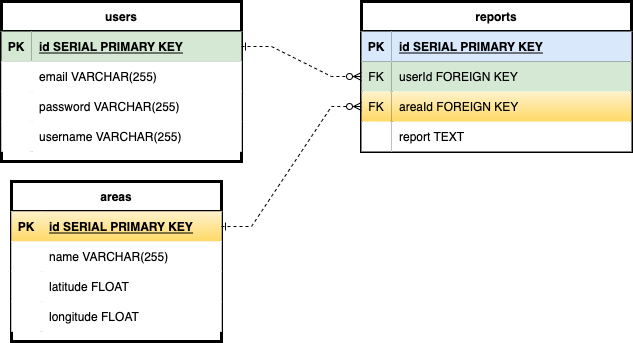 users
PK id SERIAL PRIMARY KEY
email VARCHAR(255)
password VARCHAR(255)
username VARCHAR(255)
reports
PK id SERIAL PRIMARY KEY
FK userId FOREIGN KEY
FK areaId FOREIGN KEY
report TEXT
areas
PK id SERIAL PRIMARY KEY
name VARCHAR(255)
latitude FLOAT
longitude FLOAT